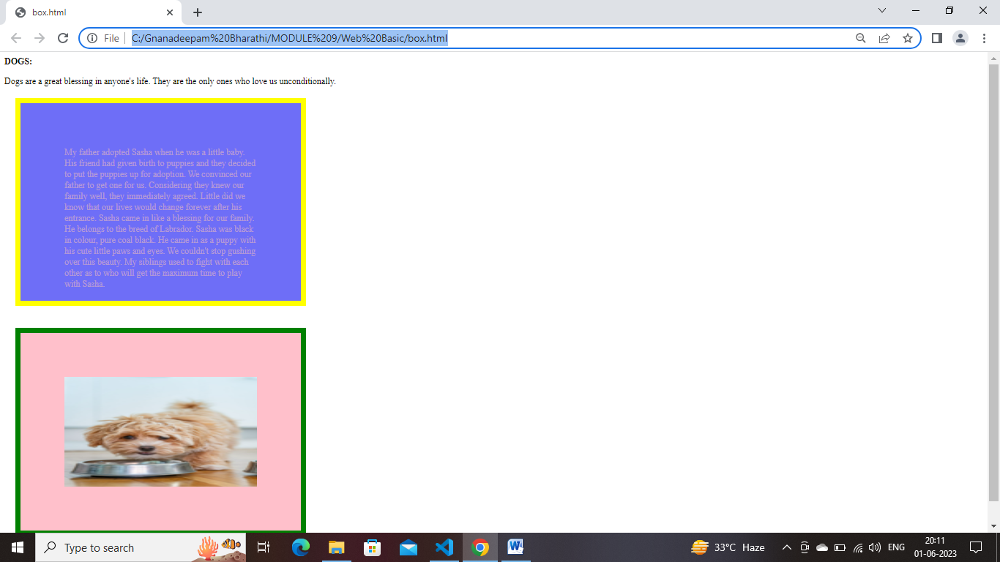 box.html
File
C:/Gnanadeepam%20Bharathi/MODULE%209/Web%20Basic/box.html
DOGS:
Dogs are a great blessing in anyone's life. They are the only ones who love us unconditionally.
My father adopted Sasha when he was a little baby.
His friend had given birth to puppies and they decided
to put the puppies up for adoption. We convinced our
father to get one for us. Considering they knew our
family well, they immediately agreed. Little did we
know that our lives would change forever after his
entrance. Sasha came in like a blessing for our family.
He belongs to the breed of Labrador. Sasha was black
in colour, pure coal black. He came in as a puppy with
his cute little paws and eyes. We couldn't stop gushing
over this beauty. My siblings used to fight with each
other as to who will get the maximum time to play
with Sasha.
Type to search
W
33°C Haze
ENG
20:11
01-06-2023